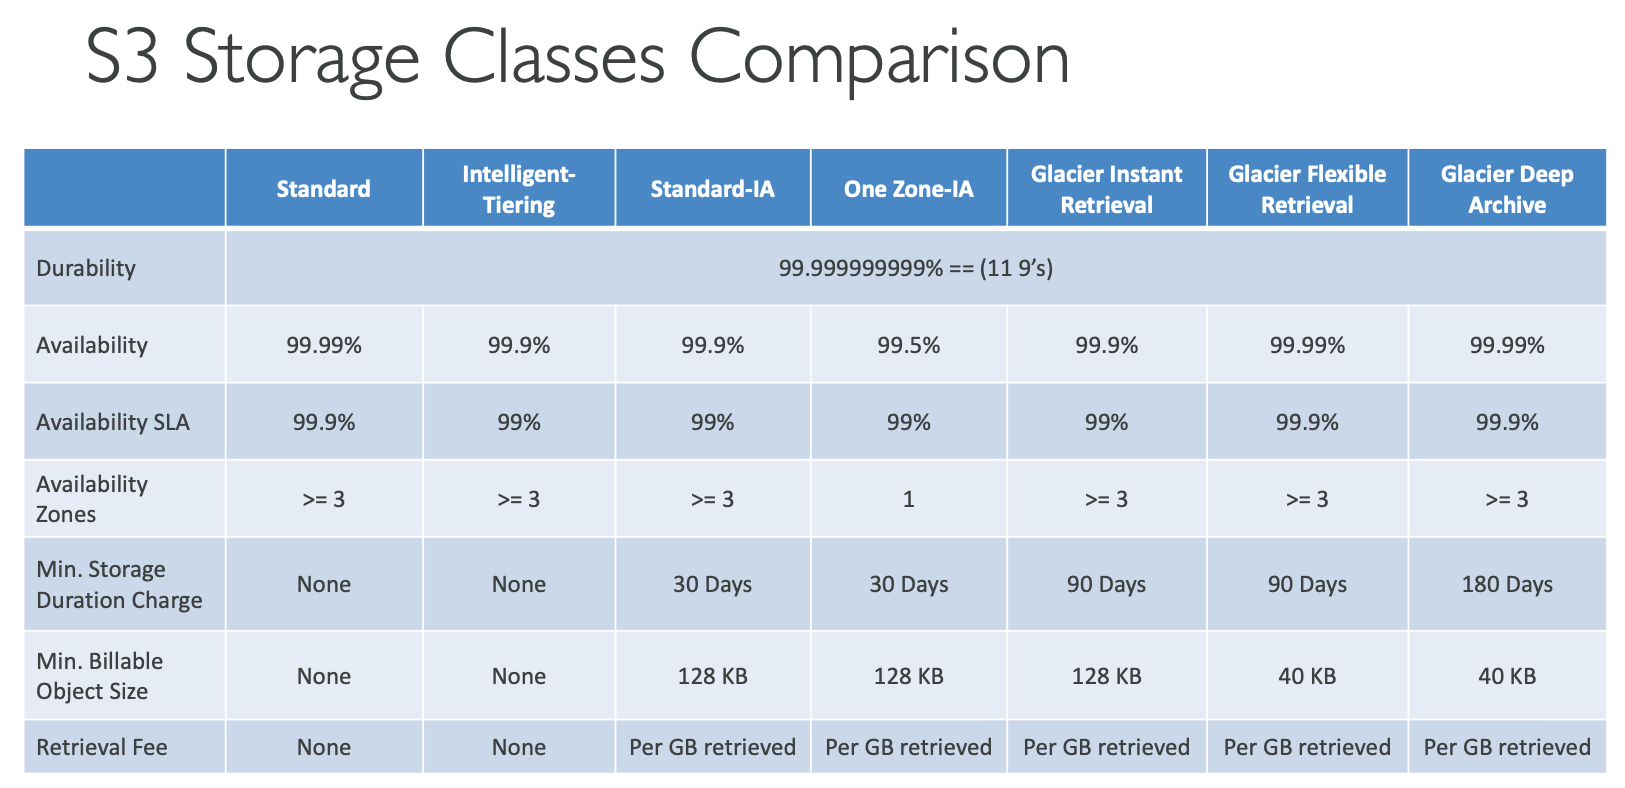 S3 Storage Classes Comparison
Standard
Intelligent-
Tiering
Standard-IA
One Zone-IA
Glacier Instant
Retrieval
Glacier Flexible
Retrieval
Glacier Deep
Archive
Durability
99.999999999% == (11 9’s)
Availability
99.99%
99.9%
99.9%
99.5%
99.9%
99.99%
99.99%
Availability SLA
99.9%
99%
99%
99%
99%
99.9%
99.9%
Availability
Zones
>= 3
>= 3
>= 3
1
>= 3
>= 3
>= 3
Min. Storage
Duration Charge
None
None
30 Days
30 Days
90 Days
90 Days
180 Days
Min. Billable
Object Size
None
None
128 KB
128 KB
128 KB
40 KB
40 KB
Retrieval Fee
None
None
Per GB retrieved
Per GB retrieved
Per GB retrieved
Per GB retrieved
Per GB retrieved